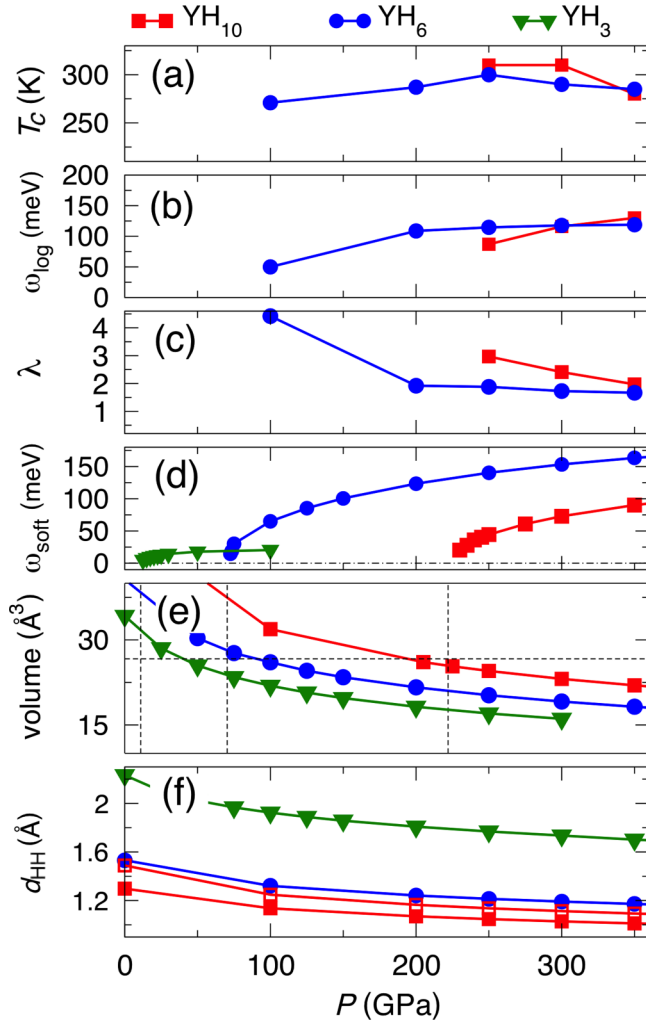 YH10 YH6 YH3
(a)
300
250
Tc (K)
(b)
200
150
100
50
0
ωlog (meV)
(c)
4
3
2
1
λ
(d)
150
100
50
0
ωsoft (meV)
(e)
30
15
volume (Å3)
(f)
2
1.6
1.2
dHH (Å)
0 100 200 300
P (GPa)